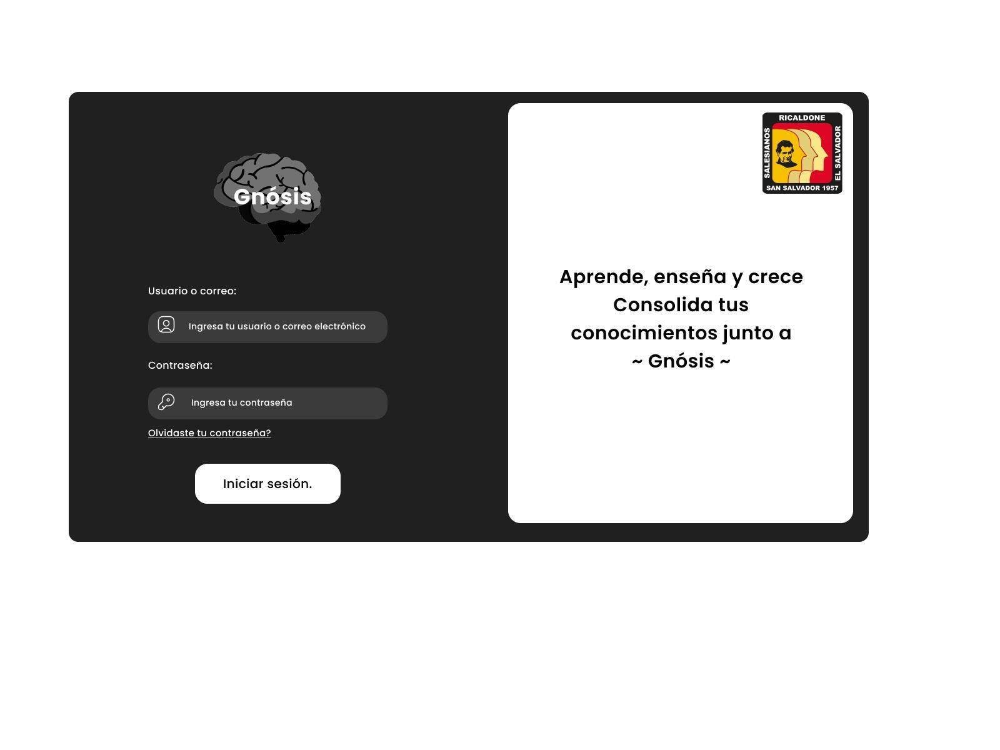 Gnósis
Usuario o correo:
Ingresa tu usuario o correo electrónico
Contraseña:
Ingresa tu contraseña
Olvidaste tu contraseña?
Iniciar sesión.
RICALDONE
SALESIANOS
EL SALVADOR
SAN SALVADOR 1957
Aprende, enseña y crece
Consolida tus
conocimientos junto a
~ Gnósis ~